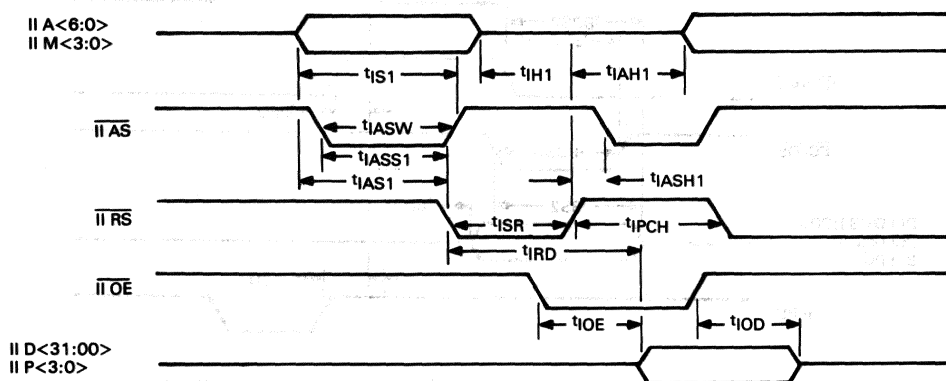 II A<6:0>
II M<3:0>
tIS1
tIH1
tIAH1
II AS
tIASW
tIASS1
tIAS1
tIASH1
II RS
tISR
tIPCH
tIRD
II OE
tIOE
tIOD
II D<31:00>
II P<3:0>